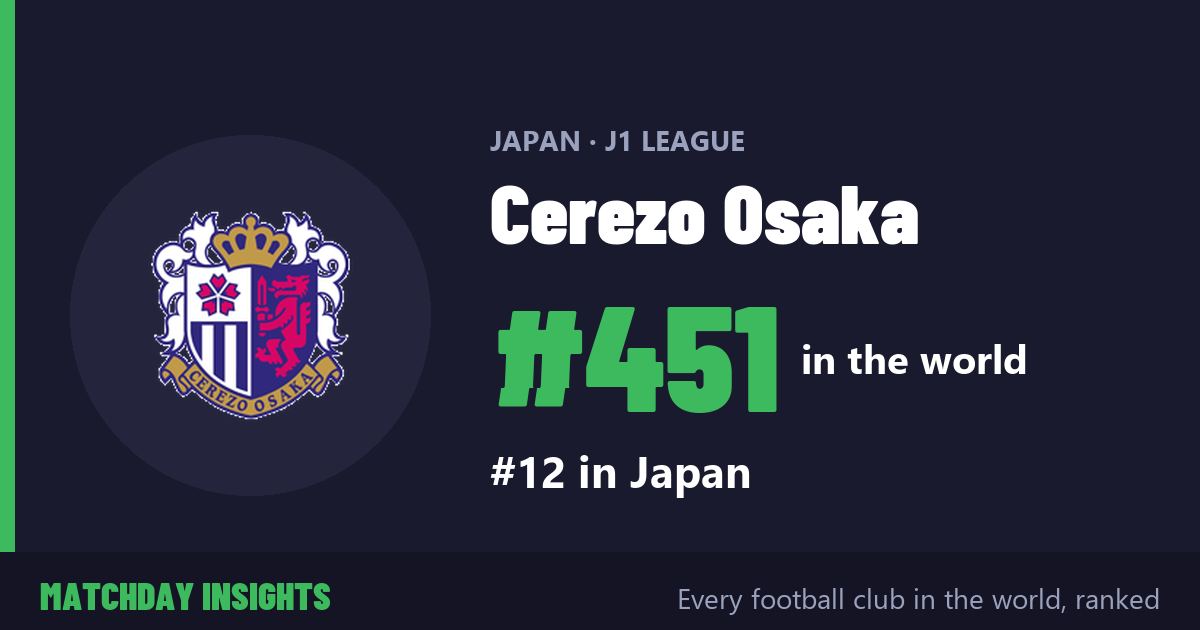 JAPAN · J1 LEAGUE
Cerezo Osaka
#451 in the world
#12 in Japan
CEREZO OSAKA
MATCHDAY INSIGHTS
Every football club in the world, ranked